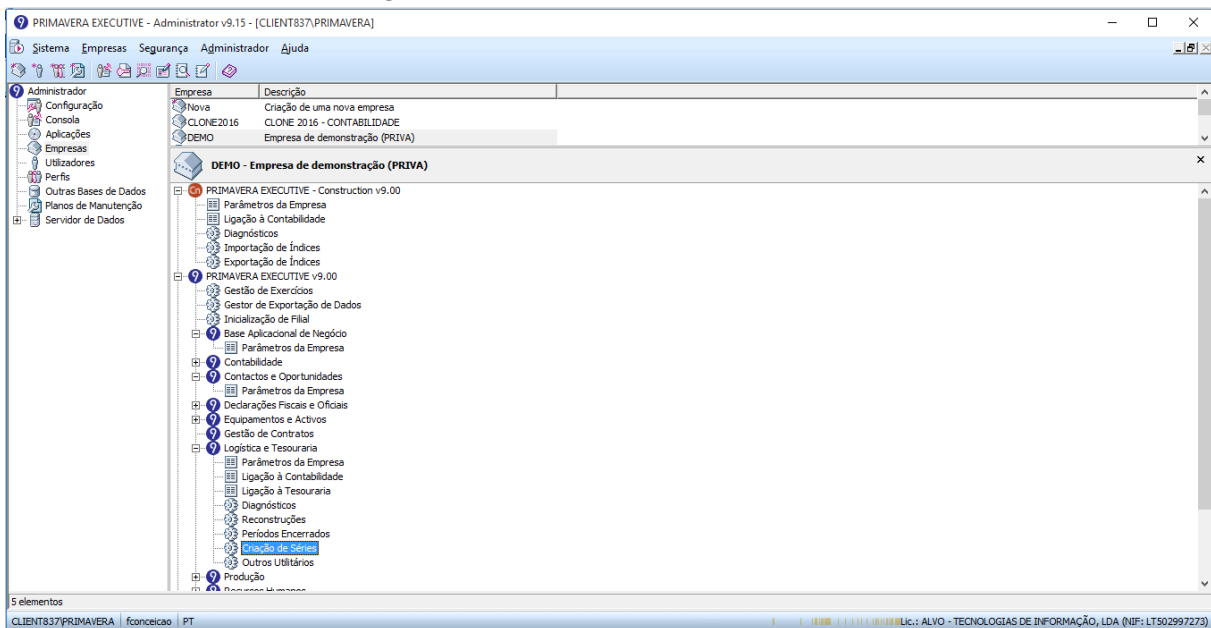 PRIMAVERA EXECUTIVE - Administrator v9.15 - [CLIENT837\PRIMAVERA]
Sistema Empresas Segurança Administrador Ajuda
Administrador
Configuração
Consola
Aplicações
Empresas
Utilizadores
Perfis
Outras Bases de Dados
Planos de Manutenção
Servidor de Dados
Empresa Descrição
Nova Criação de uma nova empresa
CLONE2016 CLONE 2016 - CONTABILIDADE
DEMO Empresa de demonstração (PRIVA)
DEMO - Empresa de demonstração (PRIVA)
PRIMAVERA EXECUTIVE - Construction v9.00
Parâmetros da Empresa
Ligação à Contabilidade
Diagnósticos
Importação de Índices
Exportação de Índices
PRIMAVERA EXECUTIVE v9.00
Gestão de Exercícios
Gestor de Exportação de Dados
Inicialização de Filial
Base Aplicacional de Negócio
Parâmetros da Empresa
Contabilidade
Contactos e Oportunidades
Parâmetros da Empresa
Declarações Fiscais e Oficiais
Equipamentos e Activos
Gestão de Contratos
Logística e Tesouraria
Parâmetros da Empresa
Ligação à Contabilidade
Ligação à Tesouraria
Diagnósticos
Reconstruções
Períodos Encerrados
Criação de Séries
Outros Utilitários
Produção
Recursos Humanos
5 elementos
CLIENT837\PRIMAVERA fconceicao PT Lic.: ALVO - TECNOLOGIAS DE INFORMAÇÃO, LDA (NIF: LT502997273)